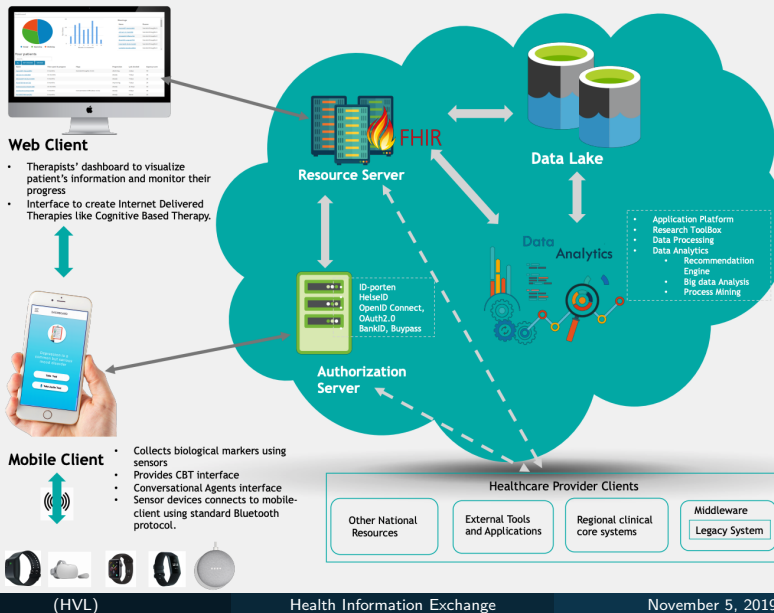 Web Client
• Therapists' dashboard to visualize
patient's information and monitor their
progress
• Interface to create Internet Delivered
Therapies like Cognitive Based Therapy.
FHIR
Resource Server
Data Lake
Data
Analytics
• Application Platform
• Research ToolBox
• Data Processing
• Data Analytics
• Recommendatiion
Engine
• Big data Analysis
• Process Mining
ID-porten
HelseID
OpenID Connect,
OAuth2.0
BankID, Buypass
Authorization
Server
Mobile Client
• Collects biological markers using
sensors
• Provides CBT interface
• Conversational Agents interface
• Sensor devices connects to mobile-
client using standard Bluetooth
protocol.
Healthcare Provider Clients
Other National
Resources
External Tools
and Applications
Regional clinical
core systems
Middleware
Legacy System
(HVL)
Health Information Exchange
November 5, 2019